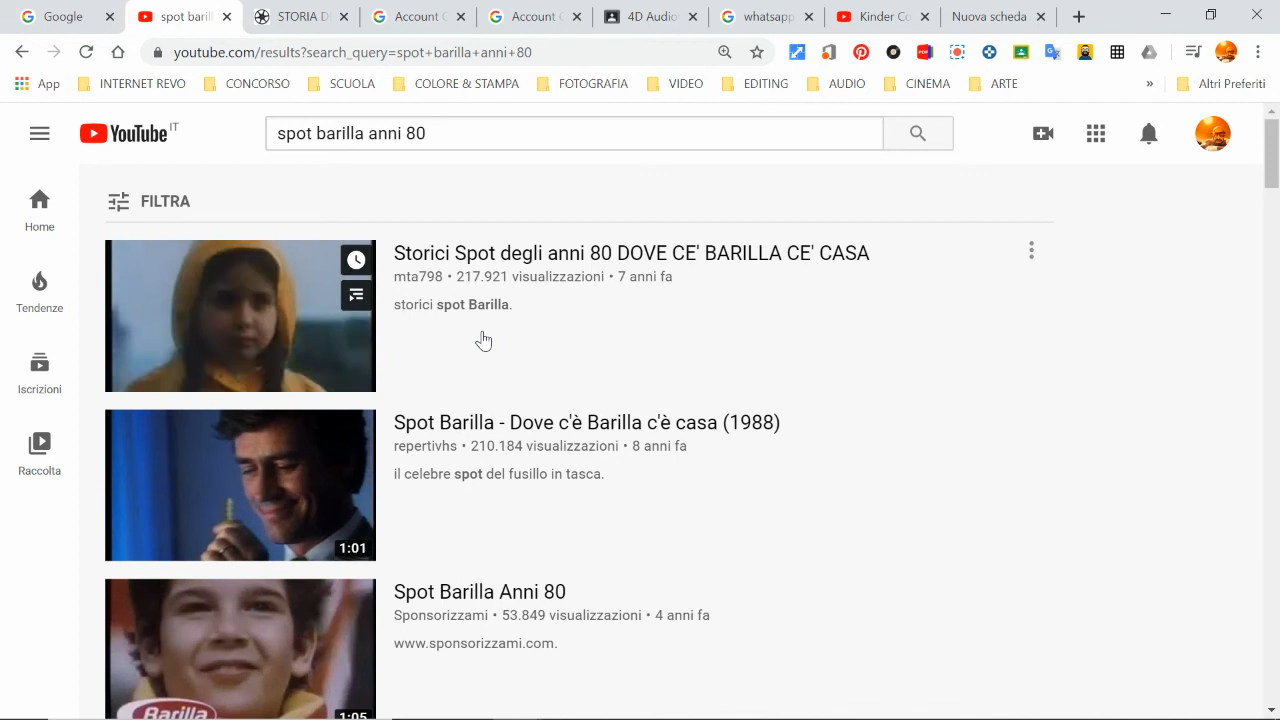 Google
spot barill
STORIA D
Account G
Account G
4D Audio
whatsapp
Kinder Co
Nuova scheda
youtube.com/results?search_query=spot+barilla+anni+80
App
INTERNET REVO
CONCORSO
SCUOLA
COLORE & STAMPA
FOTOGRAFIA
VIDEO
EDITING
AUDIO
CINEMA
ARTE
»
Altri Preferiti
YouTube IT
spot barilla anni 80
Home
Tendenze
Iscrizioni
Raccolta
FILTRA
Storici Spot degli anni 80 DOVE CE' BARILLA CE' CASA
mta798 • 217.921 visualizzazioni • 7 anni fa
storici spot Barilla.
1:01
Spot Barilla - Dove c'è Barilla c'è casa (1988)
repertivhs • 210.184 visualizzazioni • 8 anni fa
il celebre spot del fusillo in tasca.
Barilla
1:05
Spot Barilla Anni 80
Sponsorizzami • 53.849 visualizzazioni • 4 anni fa
www.sponsorizzami.com.